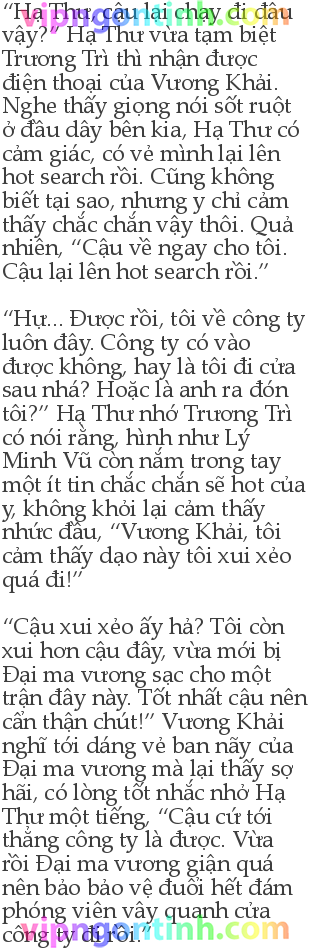 “Hạ Thư, cậu lại chạy đi đâu
vậy?” Hạ Thư vừa tạm biệt
Trương Trì thì nhận được
điện thoại của Vương Khải.
Nghe thấy giọng nói sốt ruột
ở đầu dây bên kia, Hạ Thư có
cảm giác, có vẻ mình lại lên
hot search rồi. Cũng không
biết tại sao, nhưng y chỉ cảm
thấy chắc chắn vậy thôi. Quả
nhiên, “Cậu về ngay cho tôi.
Cậu lại lên hot search rồi.”

“Hự... Được rồi, tôi về công ty
luôn đây. Công ty có vào
được không, hay là tôi đi cửa
sau nhá? Hoặc là anh ra đón
tôi?” Hạ Thư nhớ Trương Trì
có nói rằng, hình như Lý
Minh Vũ còn nắm trong tay
một ít tin chắc chắn sẽ hot của
y, không khỏi lại cảm thấy
nhức đầu, “Vương Khải, tôi
cảm thấy dạo này tôi xui xẻo
quá đi!”

“Cậu xui xẻo ấy hả? Tôi còn
xui hơn cậu đây, vừa mới bị
Đại ma vương sạc cho một
trận đây này. Tốt nhất cậu nên
cẩn thận chút!” Vương Khải
nghĩ tới dáng vẻ ban nãy của
Đại ma vương mà lại thấy sợ
hãi, có lòng tốt nhắc nhở Hạ
Thư một tiếng, “Cậu cứ tới
thẳng công ty là được. Vừa
rồi Đại ma vương giận quá
nên bảo bảo vệ đuổi hết đám
phóng viên vây quanh cửa
công ty đi rồi.”
vipngontinh.com
vipngontinh.com